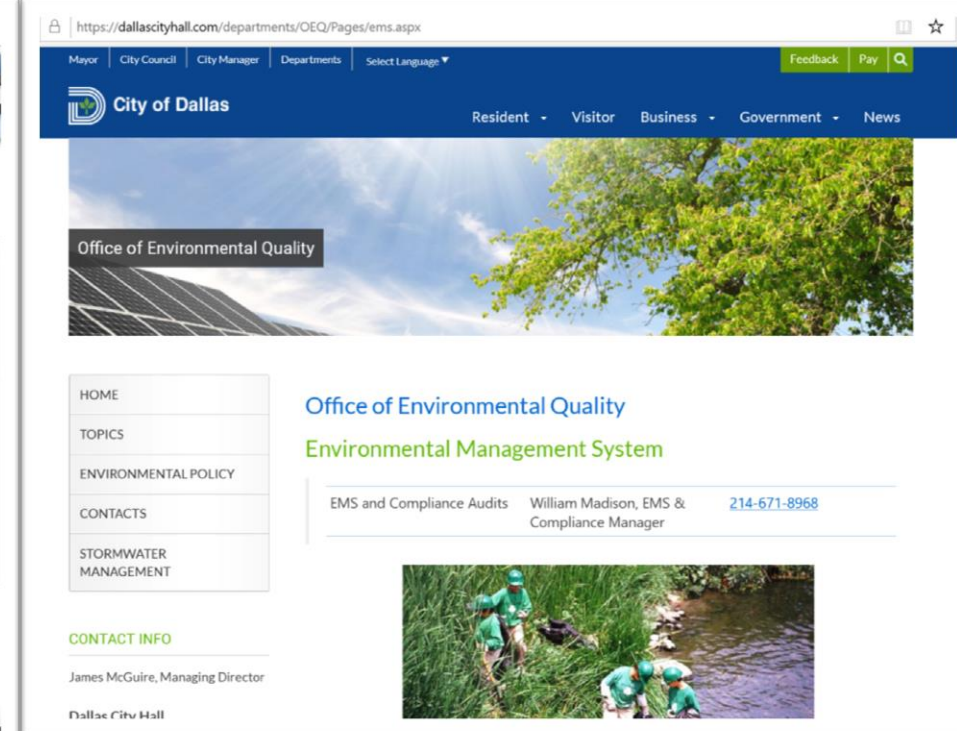 https://dallascityhall.com/departments/OEQ/Pages/ems.aspx
Mayor City Council City Manager Departments Select Language ▼ Feedback Pay
City of Dallas
Resident Visitor Business Government News
Office of Environmental Quality
HOME
TOPICS
ENVIRONMENTAL POLICY
CONTACTS
STORMWATER
MANAGEMENT
CONTACT INFO
James McGuire, Managing Director
Dallas City Hall
Office of Environmental Quality
Environmental Management System
EMS and Compliance Audits William Madison, EMS & 214-671-8968
Compliance Manager